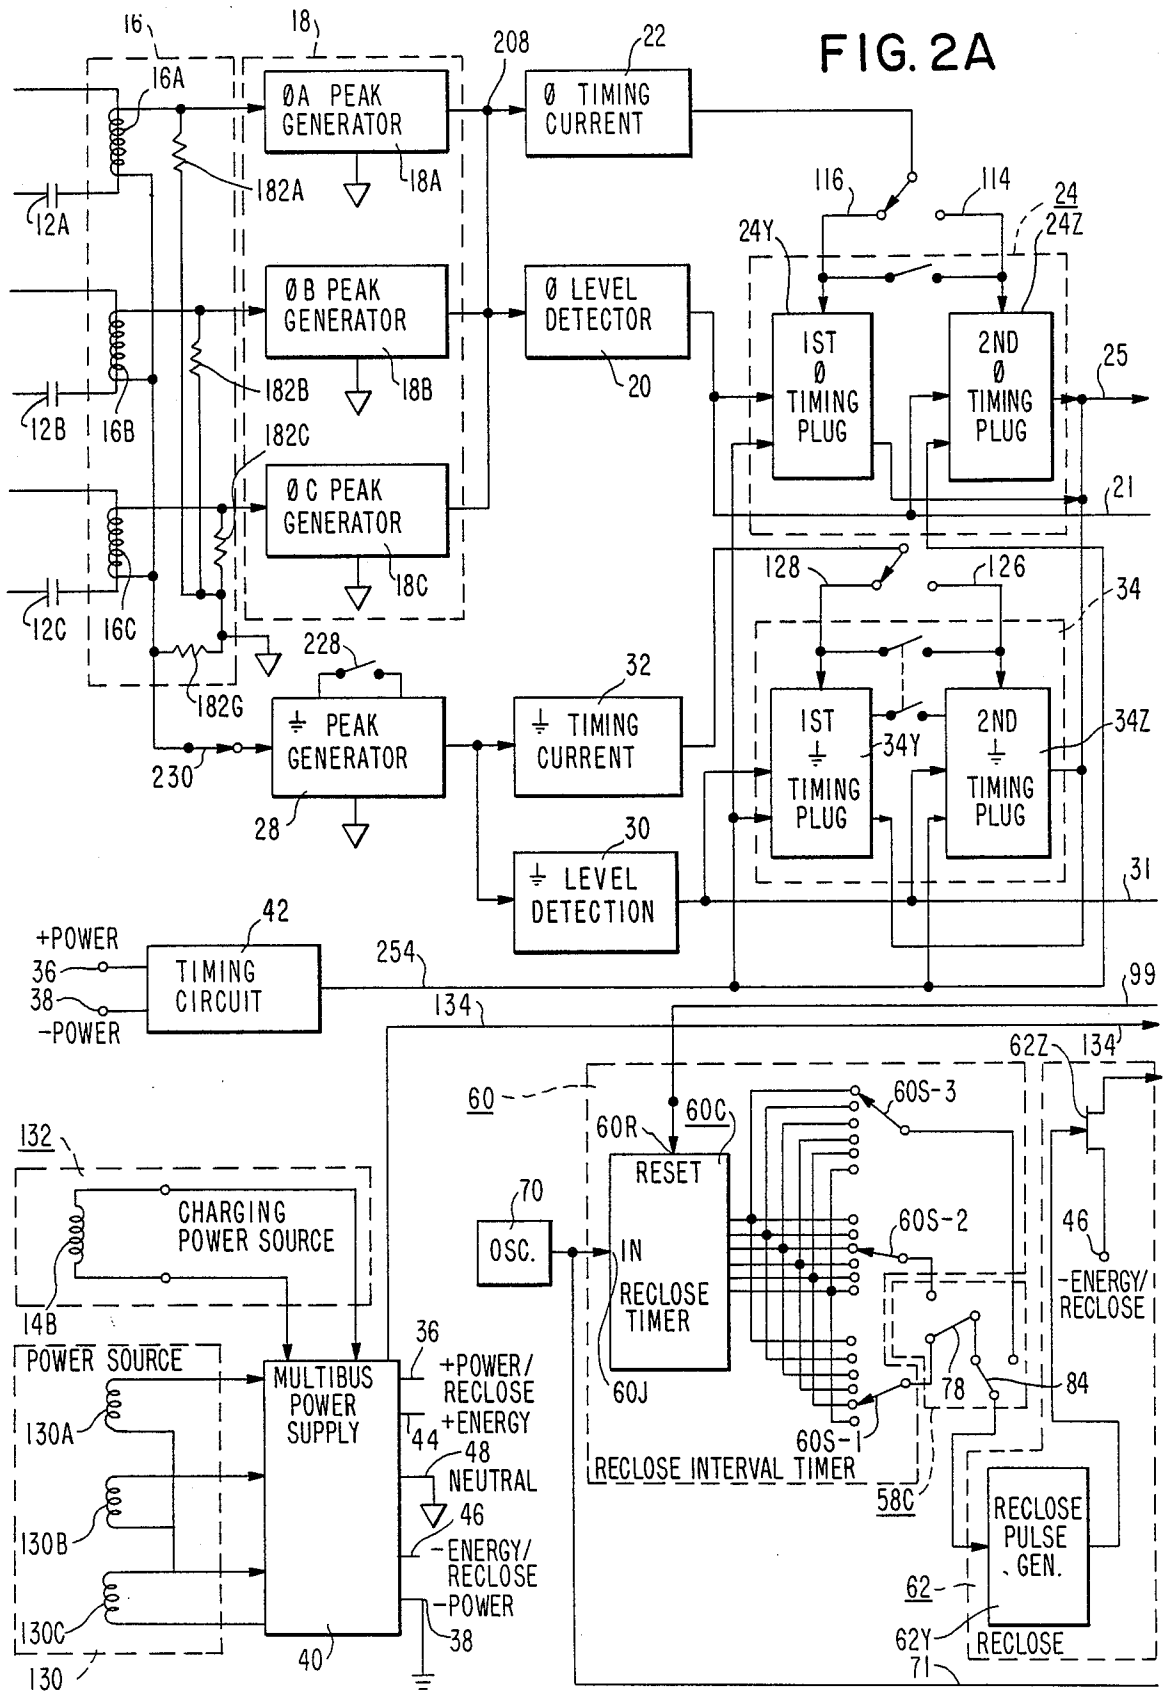 FIG. 2A
16
18
208
22
16A
ØA PEAK
GENERATOR
Ø TIMING
CURRENT
182A
18A
12A
116
114
24
24Y
24Z
ØB PEAK
GENERATOR
Ø LEVEL
DETECTOR
1ST
Ø
TIMING
PLUG
2ND
Ø
TIMING
PLUG
25
182B
18B
20
12B
16B
182C
ØC PEAK
GENERATOR
21
18C
128
126
12C
16C
34
228
32
182G
⏚ PEAK
GENERATOR
⏚ TIMING
CURRENT
1ST
⏚
TIMING
PLUG
34Y
2ND
⏚
TIMING
PLUG
34Z
230
28
30
⏚ LEVEL
DETECTION
31
42
+POWER
36
38
-POWER
TIMING
CIRCUIT
254
99
134
134
62Z
60
60S-3
60C
60R
RESET
132
CHARGING
POWER SOURCE
14B
70
OSC.
IN
RECLOSE
TIMER
60S-2
46
-ENERGY/
RECLOSE
POWER SOURCE
MULTIBUS
POWER
SUPPLY
36
+POWER/
RECLOSE
+ENERGY
44
60J
78
84
130A
60S-1
48
NEUTRAL
RECLOSE INTERVAL TIMER
58C
130B
46
-ENERGY/
RECLOSE
-POWER
RECLOSE
PULSE
GEN.
62
130C
38
40
62Y
RECLOSE
130
71